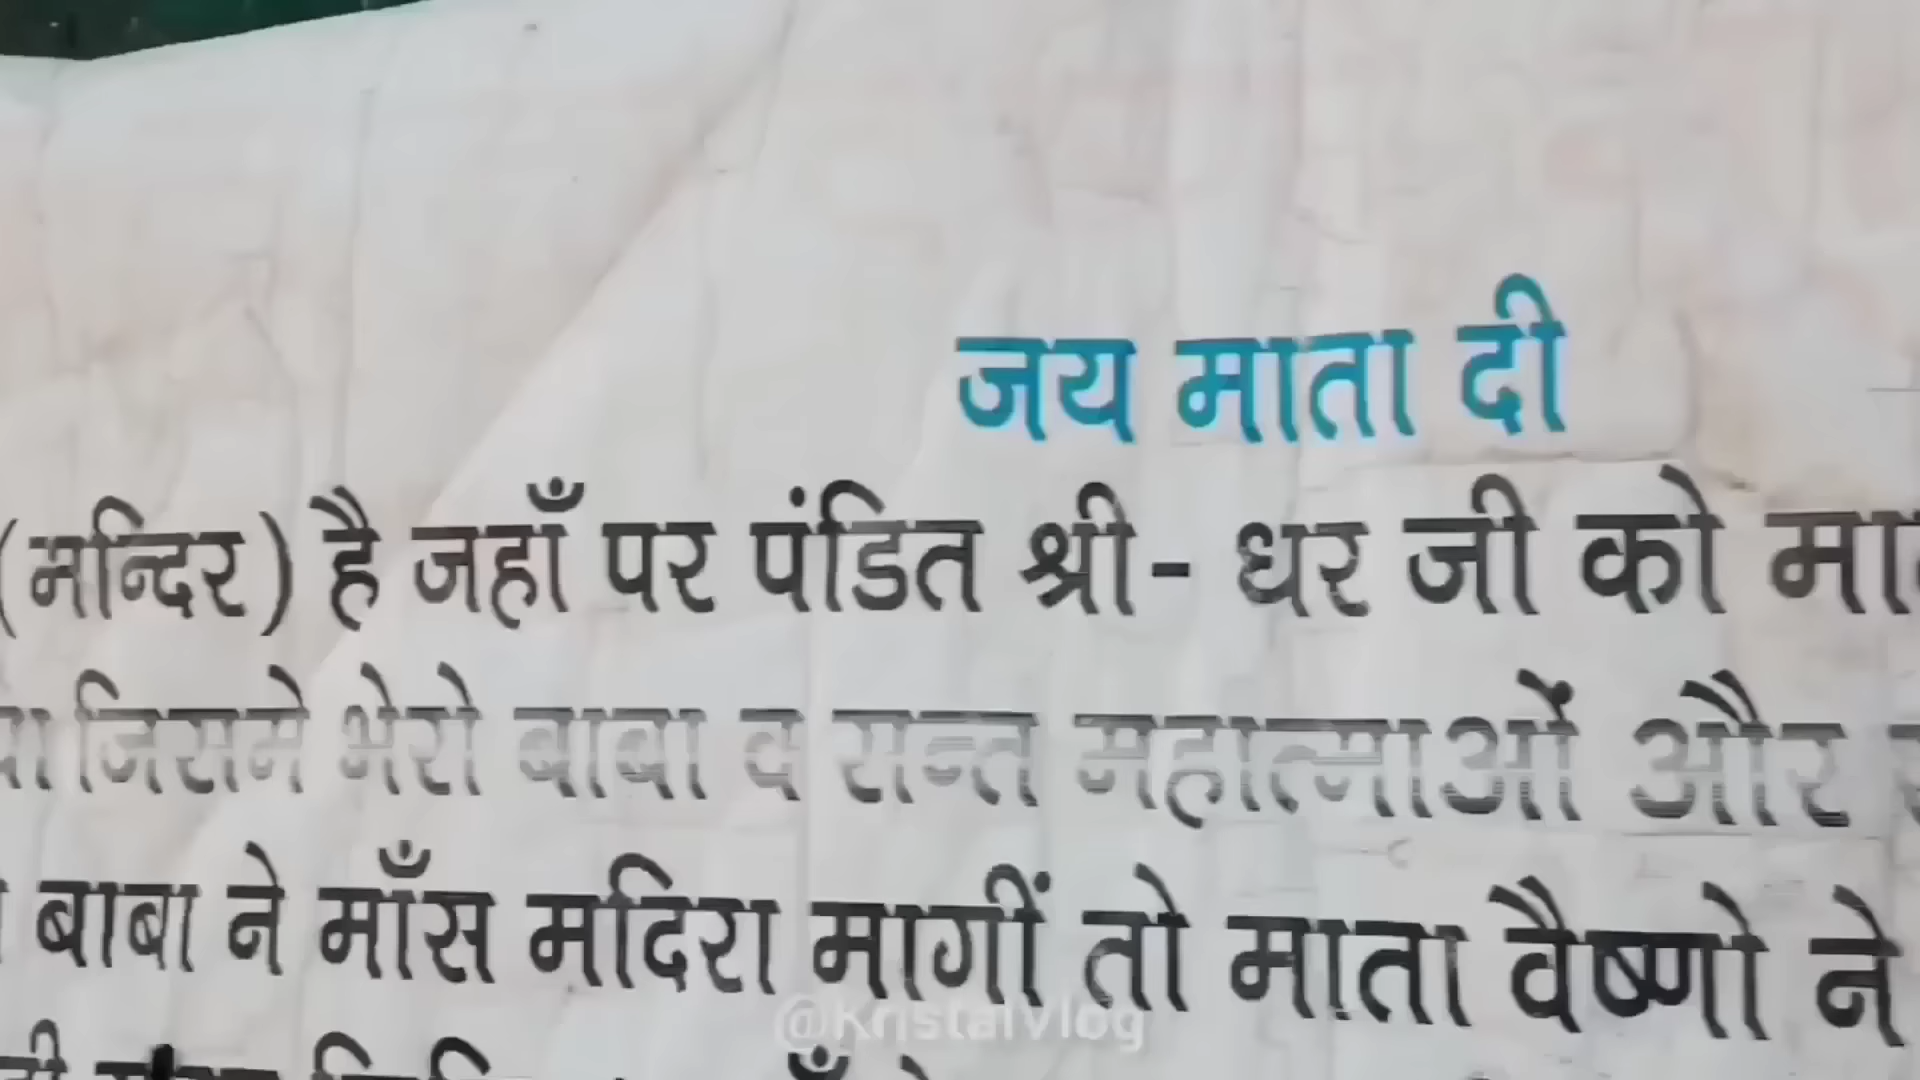 जय माता दी
(मन्दिर) है जहाँ पर पंडित श्री- धर जी को
जिसमे भेरो बाबा व सन्त महात्माओं और
बाबा ने माँस मदिरा मागीं तो माता वैष्णो ने
@Kristalvlog